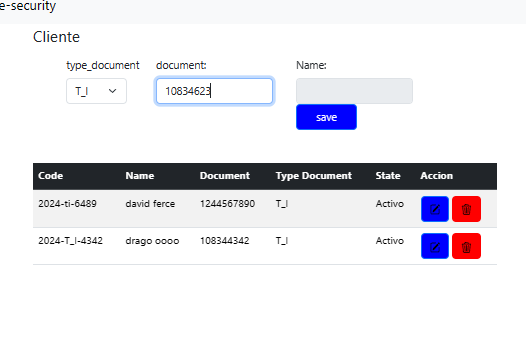 e-security
Cliente
type_document document: Name:
T_I 10834623
save
Code Name Document Type Document State Accion
2024-ti-6489 david ferce 1244567890 T_I Activo
2024-T_I-4342 drago oooo 108344342 T_I Activo